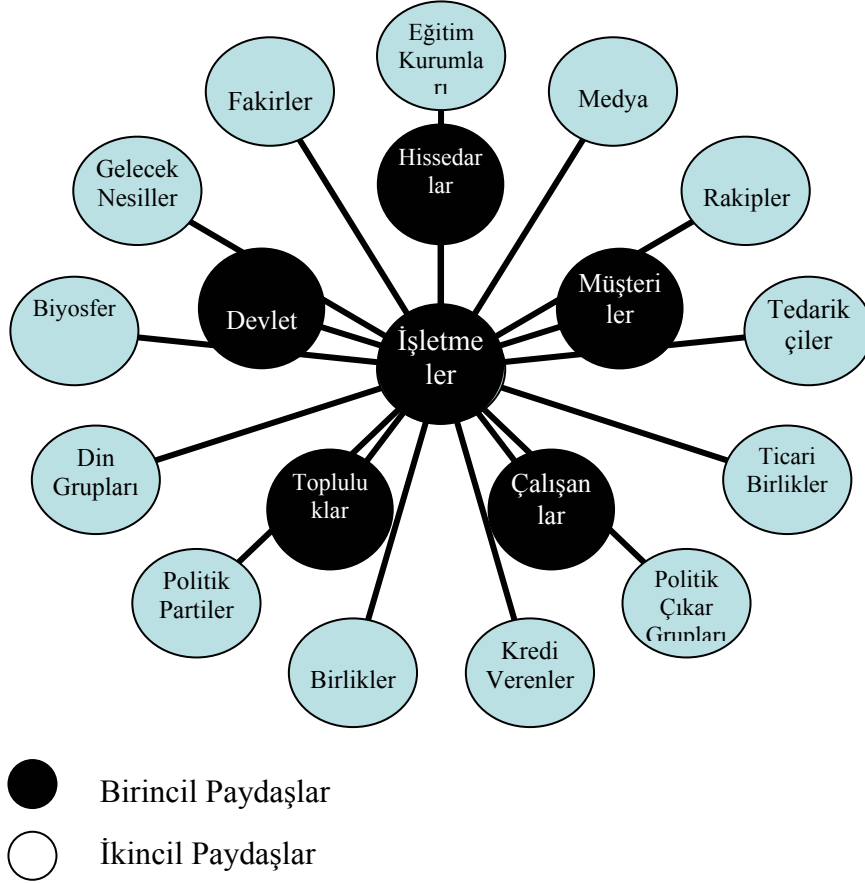 Eğitim
Kurumla
rı
Fakirler
Medya
Hissedar
lar
Gelecek
Nesiller
Rakipler
Devlet
Müşteri
ler
Biyosfer
Tedarik
çiler
İşletme
ler
Din
Grupları
Toplulu
klar
Çalışan
lar
Ticari
Birlikler
Politik
Partiler
Politik
Çıkar
Grupları
Birlikler
Kredi
Verenler
Birincil Paydaşlar
İkincil Paydaşlar